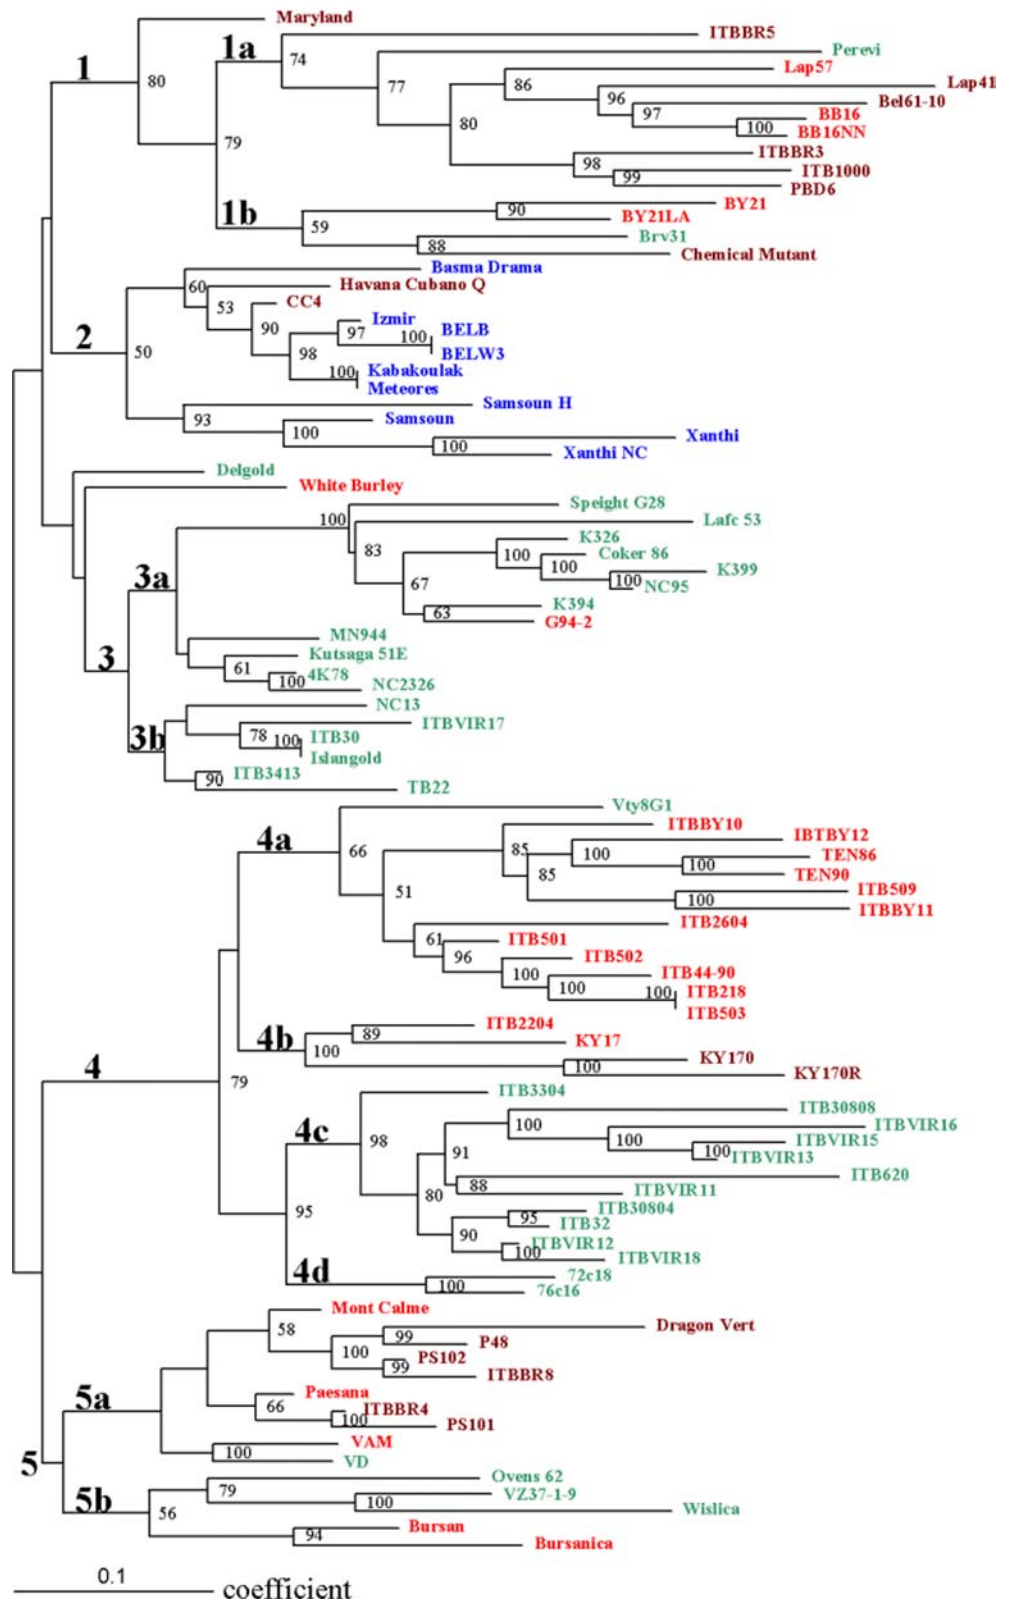 Maryland
1a
ITBBR5
74
Perevi
1
80
Lap57
77
86
Lap41
96
Bel61-10
97
BB16
80
100
BB16NN
79
ITBBR3
98
ITB1000
99
PBD6
1b
BY21
90
BY21LA
59
Brv31
88
Chemical Mutant
Basma Drama
60
Havana Cubano Q
53
CC4
90
Izmir
2
97
100
BELB
50
98
BELW3
100
Kabakoulak
Meteores
Samsoun H
93
Samsoun
100
Xanthi
100
Xanthi NC
Delgold
White Burley
Speight G28
100
Lafc 53
83
K326
100
Coker 86
100
K399
3a
67
100
NC95
K394
63
G94-2
MN944
3
Kutsaga 51E
61
4K78
100
NC2326
NC13
3b
ITBVIR17
78
100
ITB30
Islangold
ITB3413
90
TB22
Vty8G1
4a
ITBBY10
66
85
IBTBY12
100
TEN86
100
85
TEN90
51
ITB509
100
ITBBY11
ITB2604
61
ITB501
96
ITB502
100
ITB44-90
100
100
ITB218
ITB503
4b
ITB2204
89
KY17
100
KY170
4
100
KY170R
79
ITB3304
ITB30808
4c
100
ITBVIR16
98
100
ITBVIR15
91
100
ITBVIR13
ITB620
88
ITBVIR11
80
ITB30804
95
95
ITB32
90
ITBVIR12
100
ITBVIR18
4d
72c18
100
76c16
Mont Calme
58
Dragon Vert
99
P48
100
PS102
99
ITBBR8
5a
Paesana
66
ITBBR4
100
PS101
VAM
100
5
VD
Ovens 62
79
VZ37-1-9
5b
100
Wislica
56
Bursan
94
Bursanica
0.1
coefficient